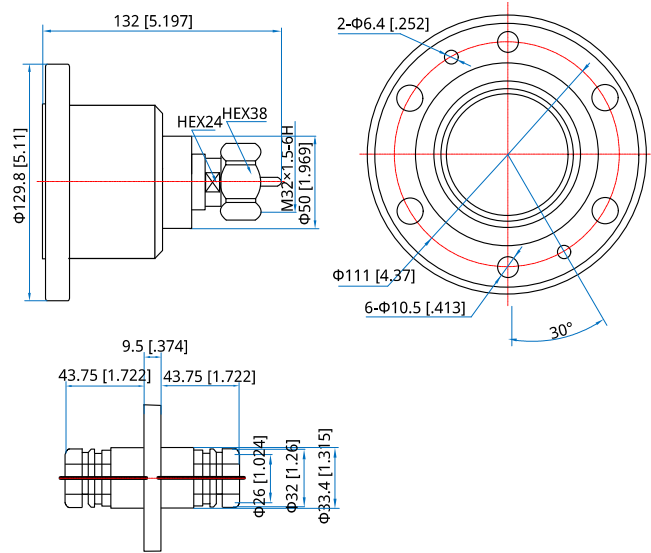 132 [5.197]
2-Φ6.4 [.252]
HEX24
HEX38
Φ129.8 [5.11]
M32×1.5-6H
Φ50 [1.969]
Φ111 [4.37]
6-Φ10.5 [.413]
30°
9.5 [.374]
43.75 [1.722]
43.75 [1.722]
Φ26 [1.024]
Φ32 [1.26]
Φ33.4 [1.315]